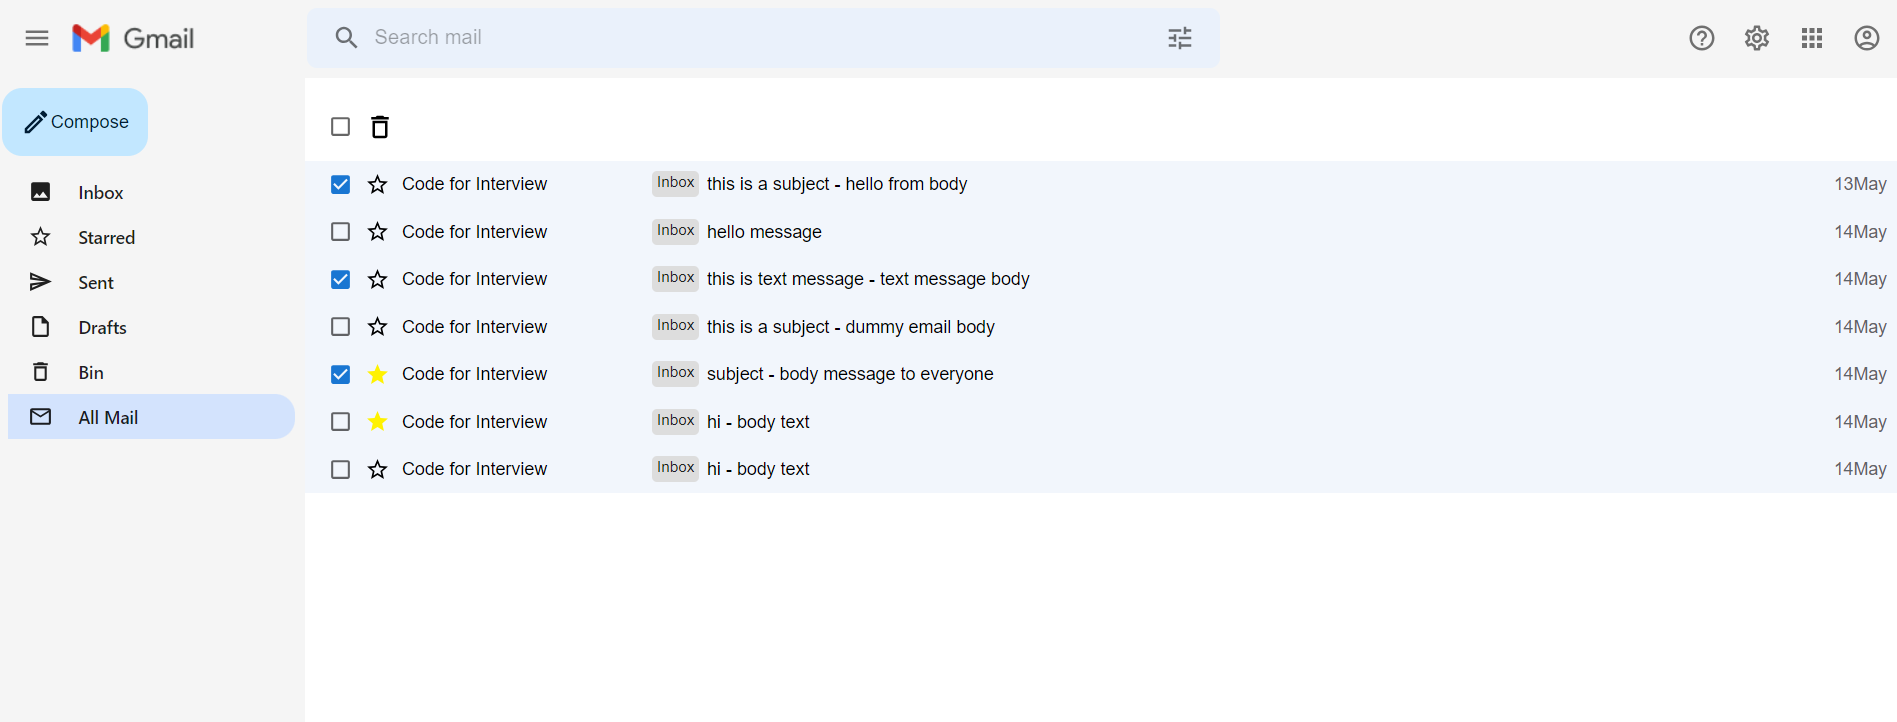 Gmail
Search mail
Compose
Inbox
Starred
Sent
Drafts
Bin
All Mail
Code for Interview Inbox this is a subject - hello from body 13May
Code for Interview Inbox hello message 14May
Code for Interview Inbox this is text message - text message body 14May
Code for Interview Inbox this is a subject - dummy email body 14May
Code for Interview Inbox subject - body message to everyone 14May
Code for Interview Inbox hi - body text 14May
Code for Interview Inbox hi - body text 14May